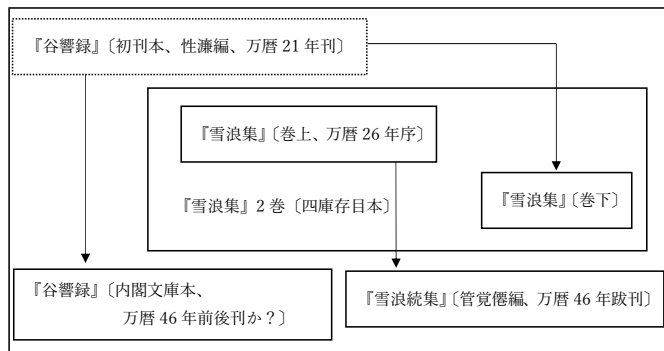 『谷響録』〔初刊本、性濂編、万暦 21 年刊〕
『雪浪集』〔巻上、万暦 26 年序〕
『雪浪集』〔巻下〕
『雪浪集』2 巻〔四庫存目本〕
『谷響録』〔内閣文庫本、
万暦 46 年前後刊か？〕
『雪浪続集』〔管覚僊編、万暦 46 年跋刊〕